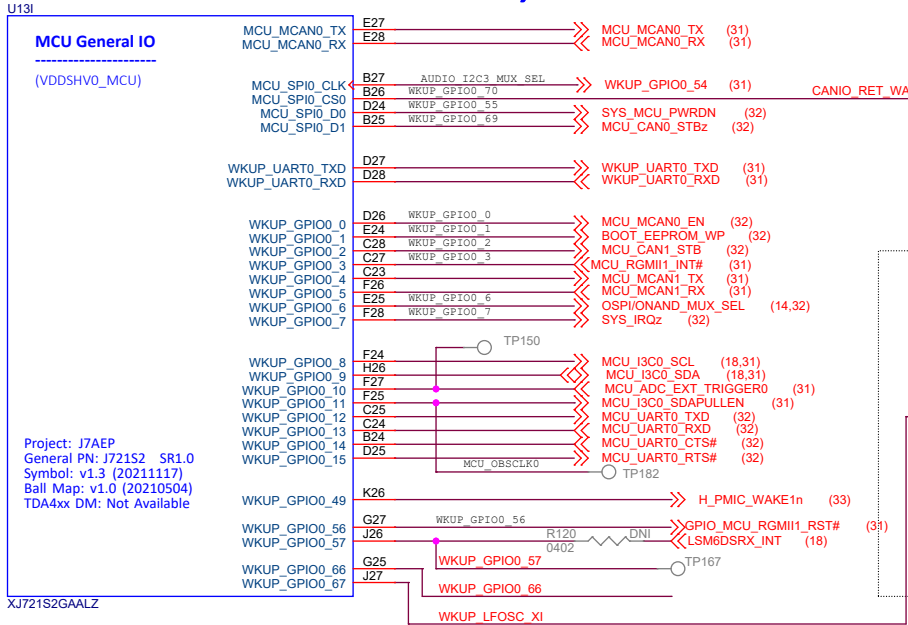 U13I
MCU General IO
----------------------
(VDDSHV0_MCU)
MCU_MCAN0_TX E27 MCU_MCAN0_TX (31)
MCU_MCAN0_RX E28 MCU_MCAN0_RX (31)
MCU_SPI0_CLK B27 AUDIO_I2C3_MUX_SEL WKUP_GPIO0_54 (31)
MCU_SPI0_CS0 B26 WKUP_GPIO0_70 CANIO_RET_WA
MCU_SPI0_D0 D24 WKUP_GPIO0_55 SYS_MCU_PWRDN (32)
MCU_SPI0_D1 B25 WKUP_GPIO0_69 MCU_CAN0_STBz (32)
WKUP_UART0_TXD D27 WKUP_UART0_TXD (31)
WKUP_UART0_RXD D28 WKUP_UART0_RXD (31)
WKUP_GPIO0_0 D26 WKUP_GPIO0_0 MCU_MCAN0_EN (32)
WKUP_GPIO0_1 E24 WKUP_GPIO0_1 BOOT_EEPROM_WP (32)
WKUP_GPIO0_2 C28 WKUP_GPIO0_2 MCU_CAN1_STB (32)
WKUP_GPIO0_3 C27 WKUP_GPIO0_3 MCU_RGMII1_INT# (31)
WKUP_GPIO0_4 C23 MCU_MCAN1_TX (31)
WKUP_GPIO0_5 F26 MCU_MCAN1_RX (31)
WKUP_GPIO0_6 E25 WKUP_GPIO0_6 OSPI/ONAND_MUX_SEL (14,32)
WKUP_GPIO0_7 F28 WKUP_GPIO0_7 SYS_IRQz (32)
TP150
WKUP_GPIO0_8 F24 MCU_I3C0_SCL (18,31)
WKUP_GPIO0_9 H26 MCU_I3C0_SDA (18,31)
WKUP_GPIO0_10 F27 MCU_ADC_EXT_TRIGGER0 (31)
WKUP_GPIO0_11 F25 MCU_I3C0_SDAPULLEN (31)
WKUP_GPIO0_12 C25 MCU_UART0_TXD (32)
WKUP_GPIO0_13 C24 MCU_UART0_RXD (32)
WKUP_GPIO0_14 B24 MCU_UART0_CTS# (32)
WKUP_GPIO0_15 D25 MCU_UART0_RTS# (32)
MCU_OBSCLK0 TP182
Project: J7AEP
General PN: J721S2 SR1.0
Symbol: v1.3 (20211117)
Ball Map: v1.0 (20210504)
TDA4xx DM: Not Available
WKUP_GPIO0_49 K26 H_PMIC_WAKE1n (33)
WKUP_GPIO0_56 G27 WKUP_GPIO0_56 GPIO_MCU_RGMII1_RST# (31)
WKUP_GPIO0_57 J26 R120 DNI LSM6DSRX_INT (18)
0402
WKUP_GPIO0_57 TP167
WKUP_GPIO0_66 G25 WKUP_GPIO0_66
WKUP_GPIO0_67 J27 WKUP_LFOSC_XI
XJ721S2GAALZ